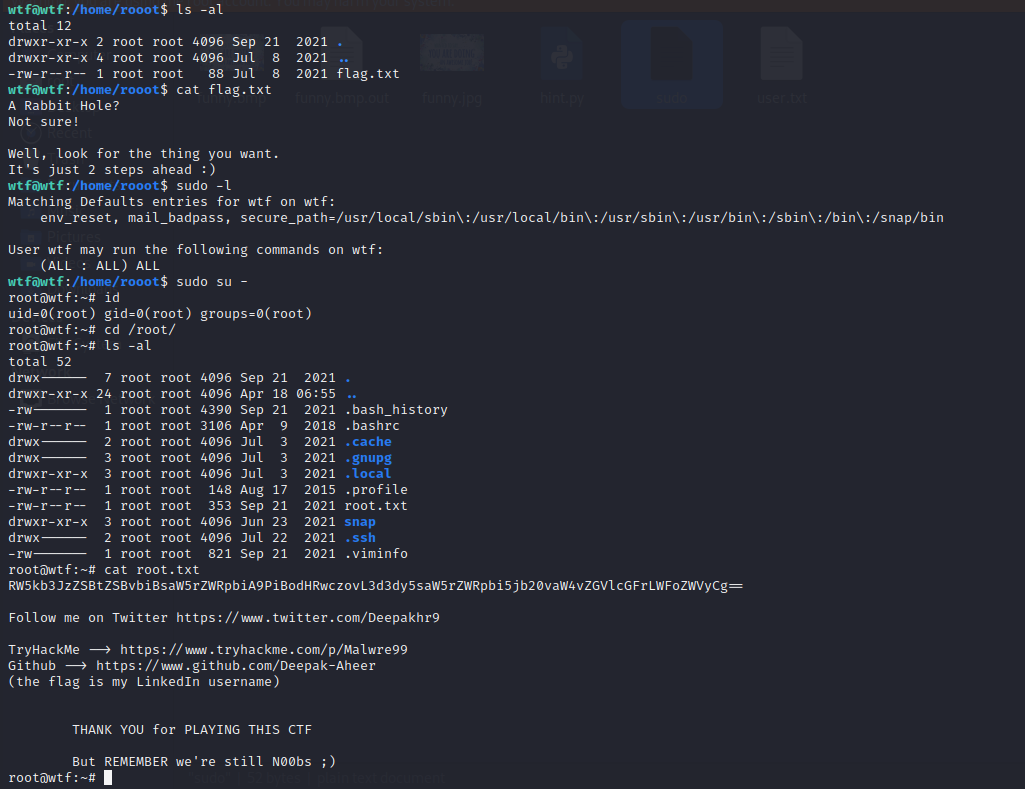 wtf@wtf:/home/rooot$ ls -al
total 12
drwxr-xr-x 2 root root 4096 Sep 21  2021 .
drwxr-xr-x 4 root root 4096 Jul  8  2021 ..
-rw-r--r-- 1 root root   88 Jul  8  2021 flag.txt
wtf@wtf:/home/rooot$ cat flag.txt
A Rabbit Hole?
Not sure!
Well, look for the thing you want.
It's just 2 steps ahead :)
wtf@wtf:/home/rooot$ sudo -l
Matching Defaults entries for wtf on wtf:
    env_reset, mail_badpass, secure_path=/usr/local/sbin\:/usr/local/bin\:/usr/sbin\:/usr/bin\:/sbin\:/bin\:/snap/bin
User wtf may run the following commands on wtf:
    (ALL : ALL) ALL
wtf@wtf:/home/rooot$ sudo su -
root@wtf:~# id
uid=0(root) gid=0(root) groups=0(root)
root@wtf:~# cd /root/
root@wtf:~# ls -al
total 52
drwx------  7 root root 4096 Sep 21  2021 .
drwxr-xr-x 24 root root 4096 Apr 18 06:55 ..
-rw-------  1 root root 4390 Sep 21  2021 .bash_history
-rw-r--r--  1 root root 3106 Apr  9  2018 .bashrc
drwx------  2 root root 4096 Jul  3  2021 .cache
drwx------  3 root root 4096 Jul  3  2021 .gnupg
drwxr-xr-x  3 root root 4096 Jul  3  2021 .local
-rw-r--r--  1 root root  148 Aug 17  2015 .profile
-rw-r--r--  1 root root  353 Sep 21  2021 root.txt
drwxr-xr-x  3 root root 4096 Jun 23  2021 snap
drwx------  2 root root 4096 Jul 22  2021 .ssh
-rw-------  1 root root  821 Sep 21  2021 .viminfo
root@wtf:~# cat root.txt
RW5kb3JzZSBtZSBvbiBsaW5rZWRpbiA9PiBodHRwczovL3d3dy5saW5rZWRpbi5jb20vaW4vZGVlcGFrLWFoZWVyCg==
Follow me on Twitter https://www.twitter.com/Deepakhr9
TryHackMe --> https://www.tryhackme.com/p/Malwre99
Github --> https://www.github.com/Deepak-Aheer
(the flag is my LinkedIn username)
THANK YOU for PLAYING THIS CTF
But REMEMBER we're still N00bs ;)
root@wtf:~#